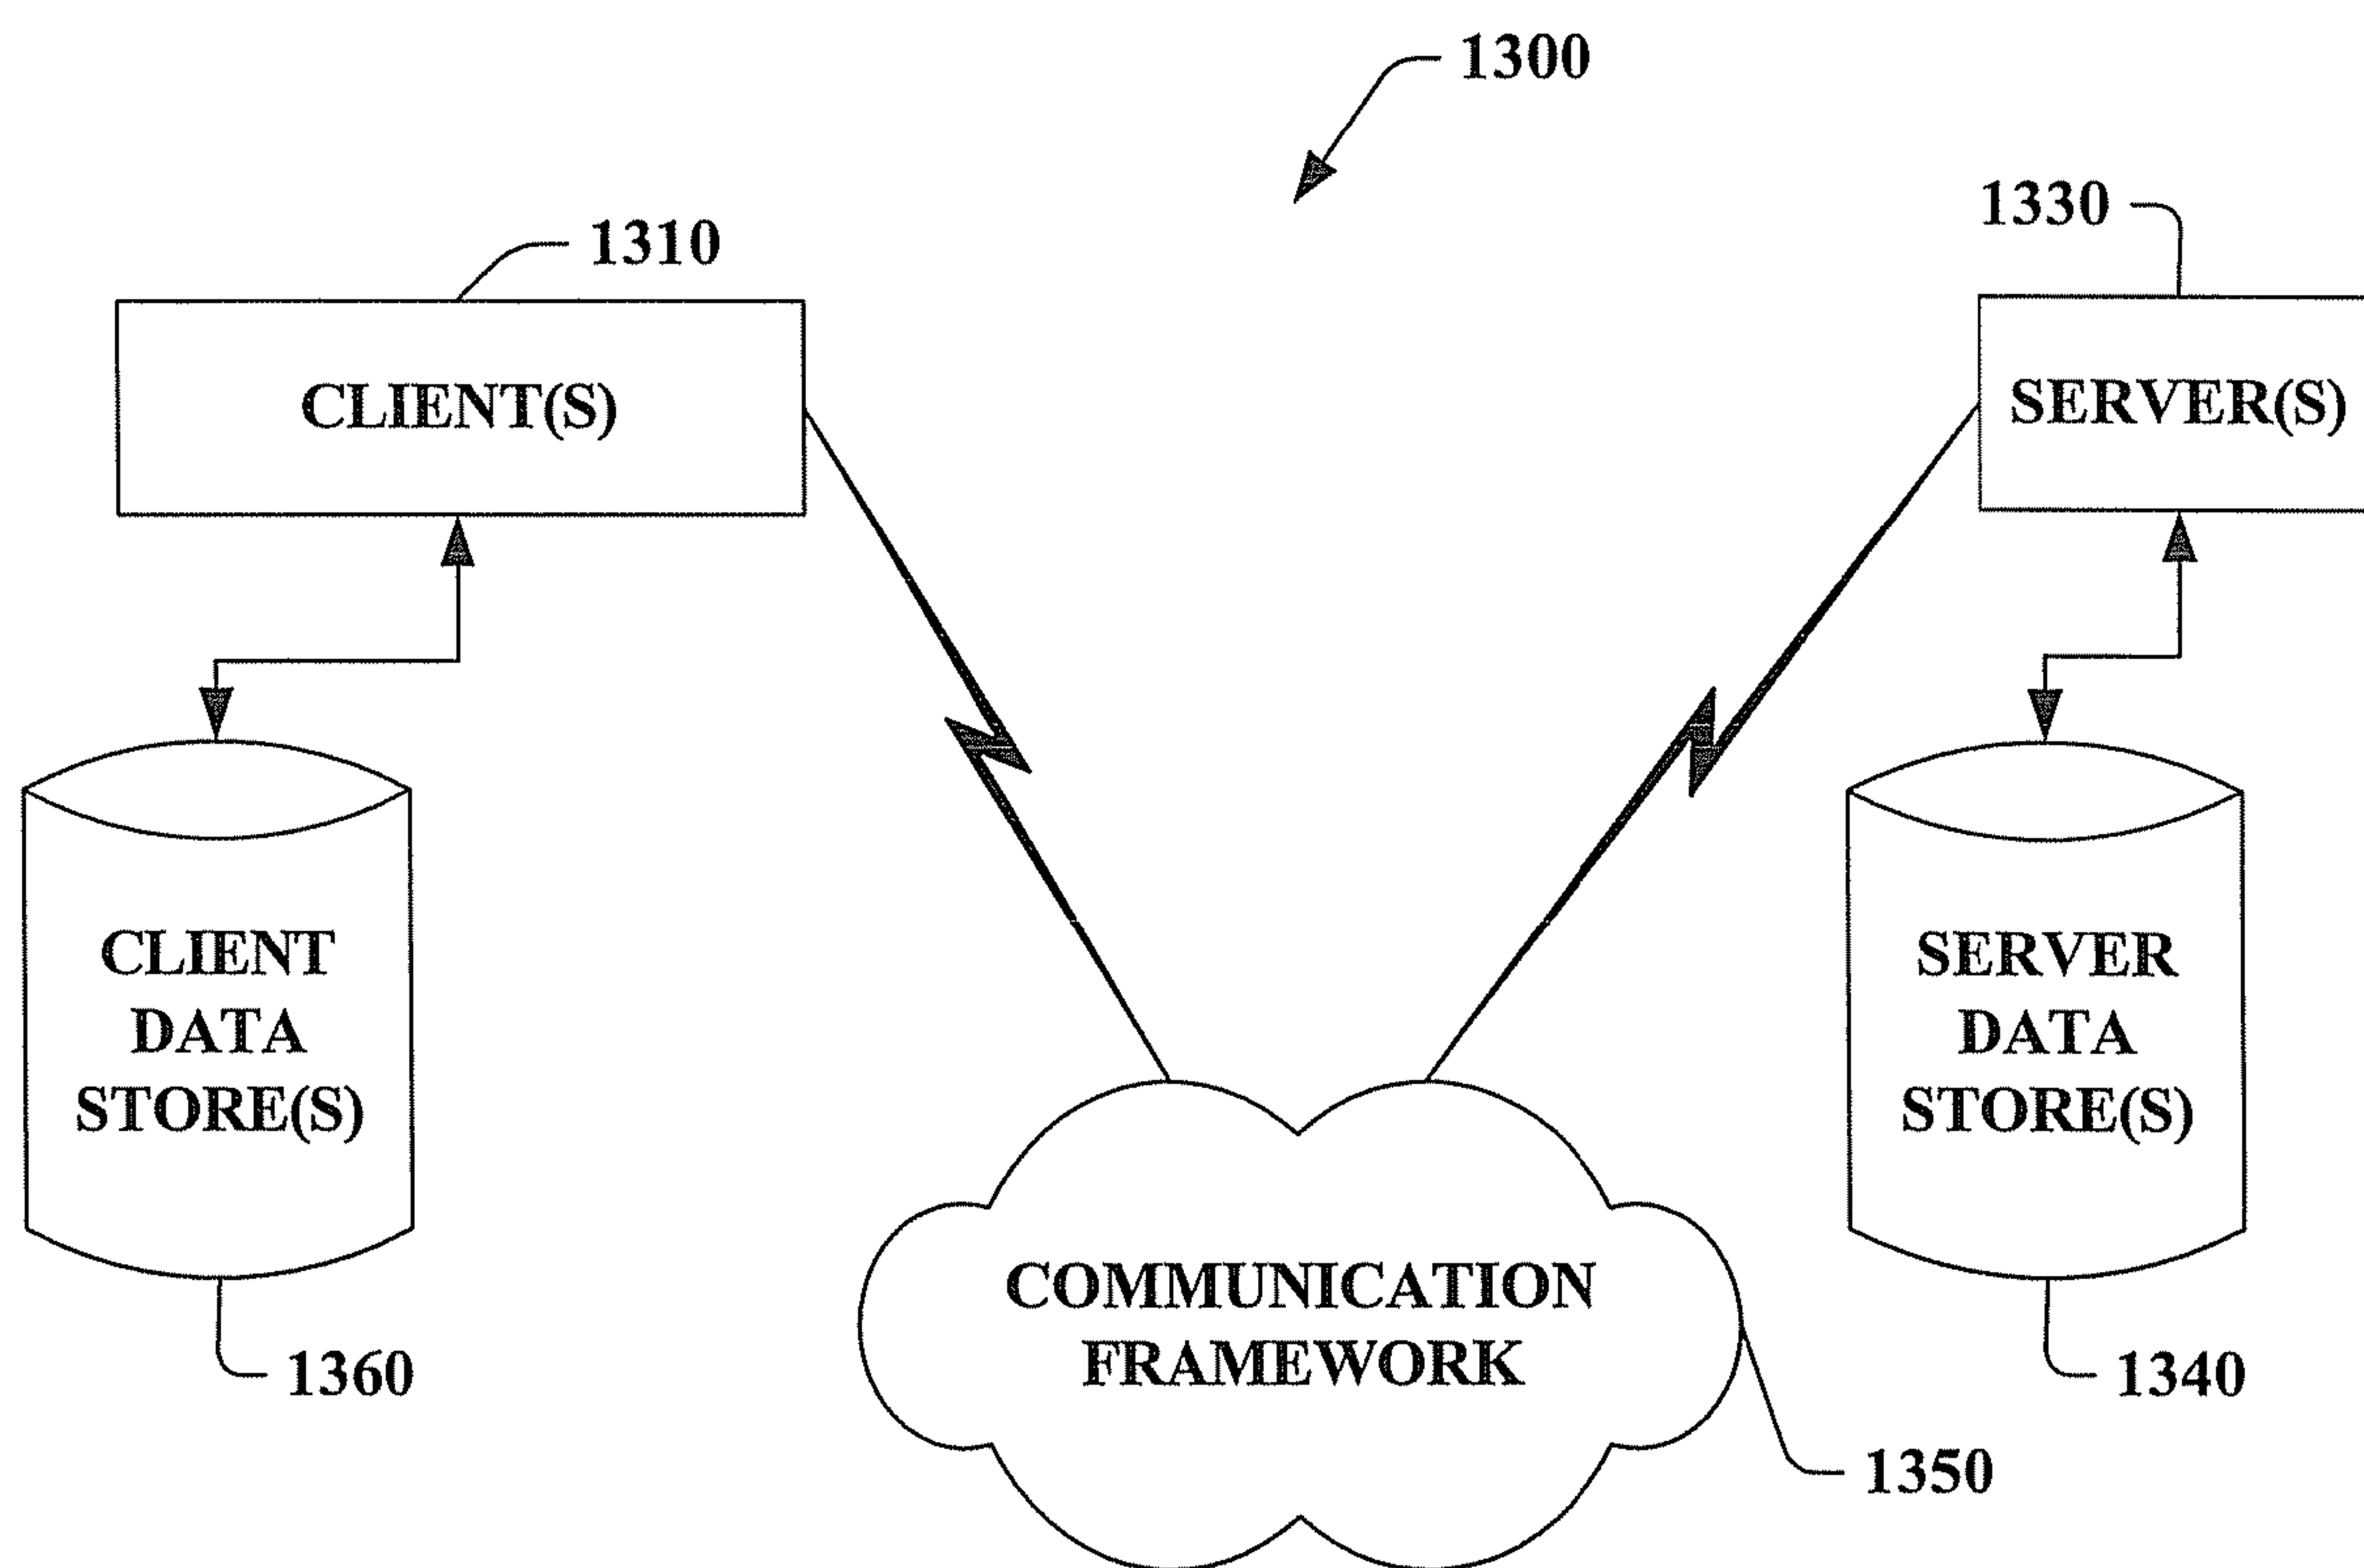 1300
1310
1330
CLIENT(S)
SERVER(S)
CLIENT
DATA
STORE(S)
SERVER
DATA
STORE(S)
COMMUNICATION
FRAMEWORK
1360
1340
1350